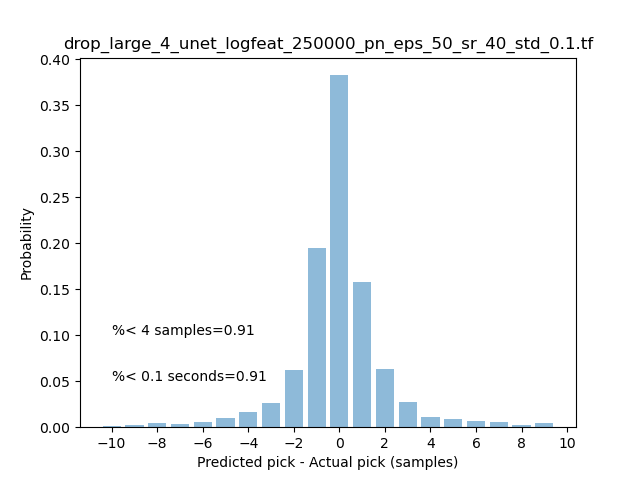 drop_large_4_unet_logfeat_250000_pn_eps_50_sr_40_std_0.1.tf
0.40
0.35
0.30
0.25
0.20
0.15
0.10
0.05
0.00
Probability
%< 4 samples=0.91
%< 0.1 seconds=0.91
−10 −8 −6 −4 −2 0 2 4 6 8 10
Predicted pick - Actual pick (samples)